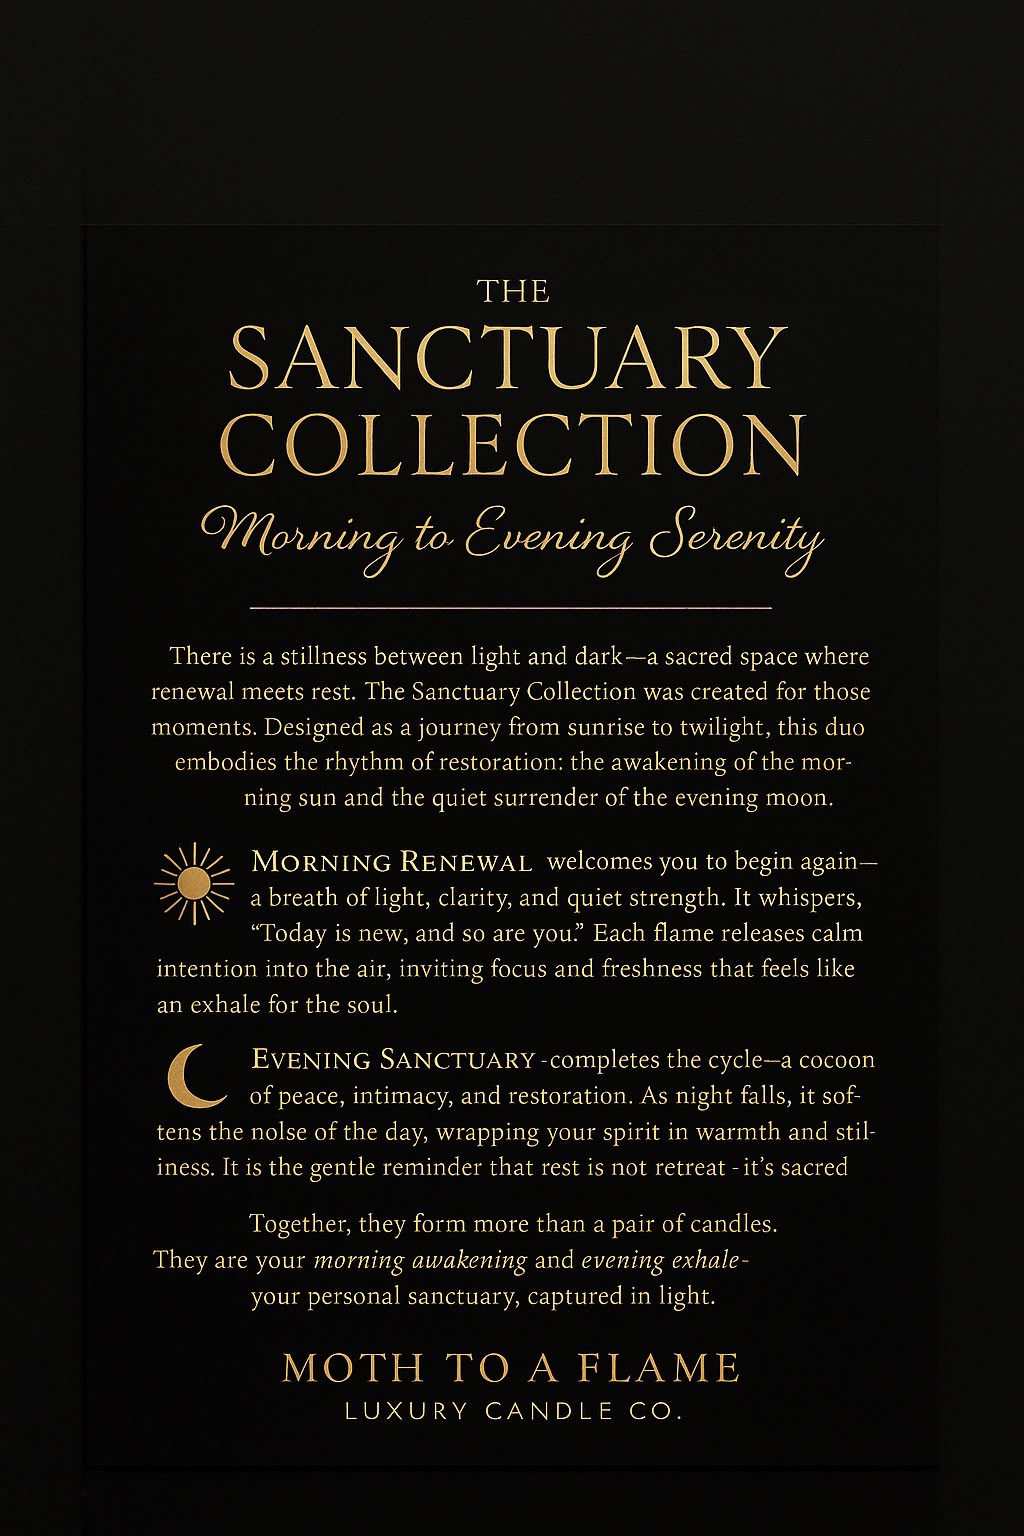 THE
SANCTUARY
COLLECTION
Morning to Evening Serenity
There is a stillness between light and dark—a sacred space where
renewal meets rest. The Sanctuary Collection was created for those
moments. Designed as a journey from sunrise to twilight, this duo
embodies the rhythm of restoration: the awakening of the mor-
ning sun and the quiet surrender of the evening moon.
MORNING RENEWAL welcomes you to begin again—
a breath of light, clarity, and quiet strength. It whispers,
“Today is new, and so are you.” Each flame releases calm
intention into the air, inviting focus and freshness that feels like
an exhale for the soul.
EVENING SANCTUARY -completes the cycle—a cocoon
of peace, intimacy, and restoration. As night falls, it sof-
tens the nolse of the day, wrapping your spirit in warmth and stil-
iness. It is the gentle reminder that rest is not retreat - it’s sacred
Together, they form more than a pair of candles.
They are your morning awakening and evening exhale-
your personal sanctuary, captured in light.
MOTH TO A FLAME
LUXURY CANDLE CO.